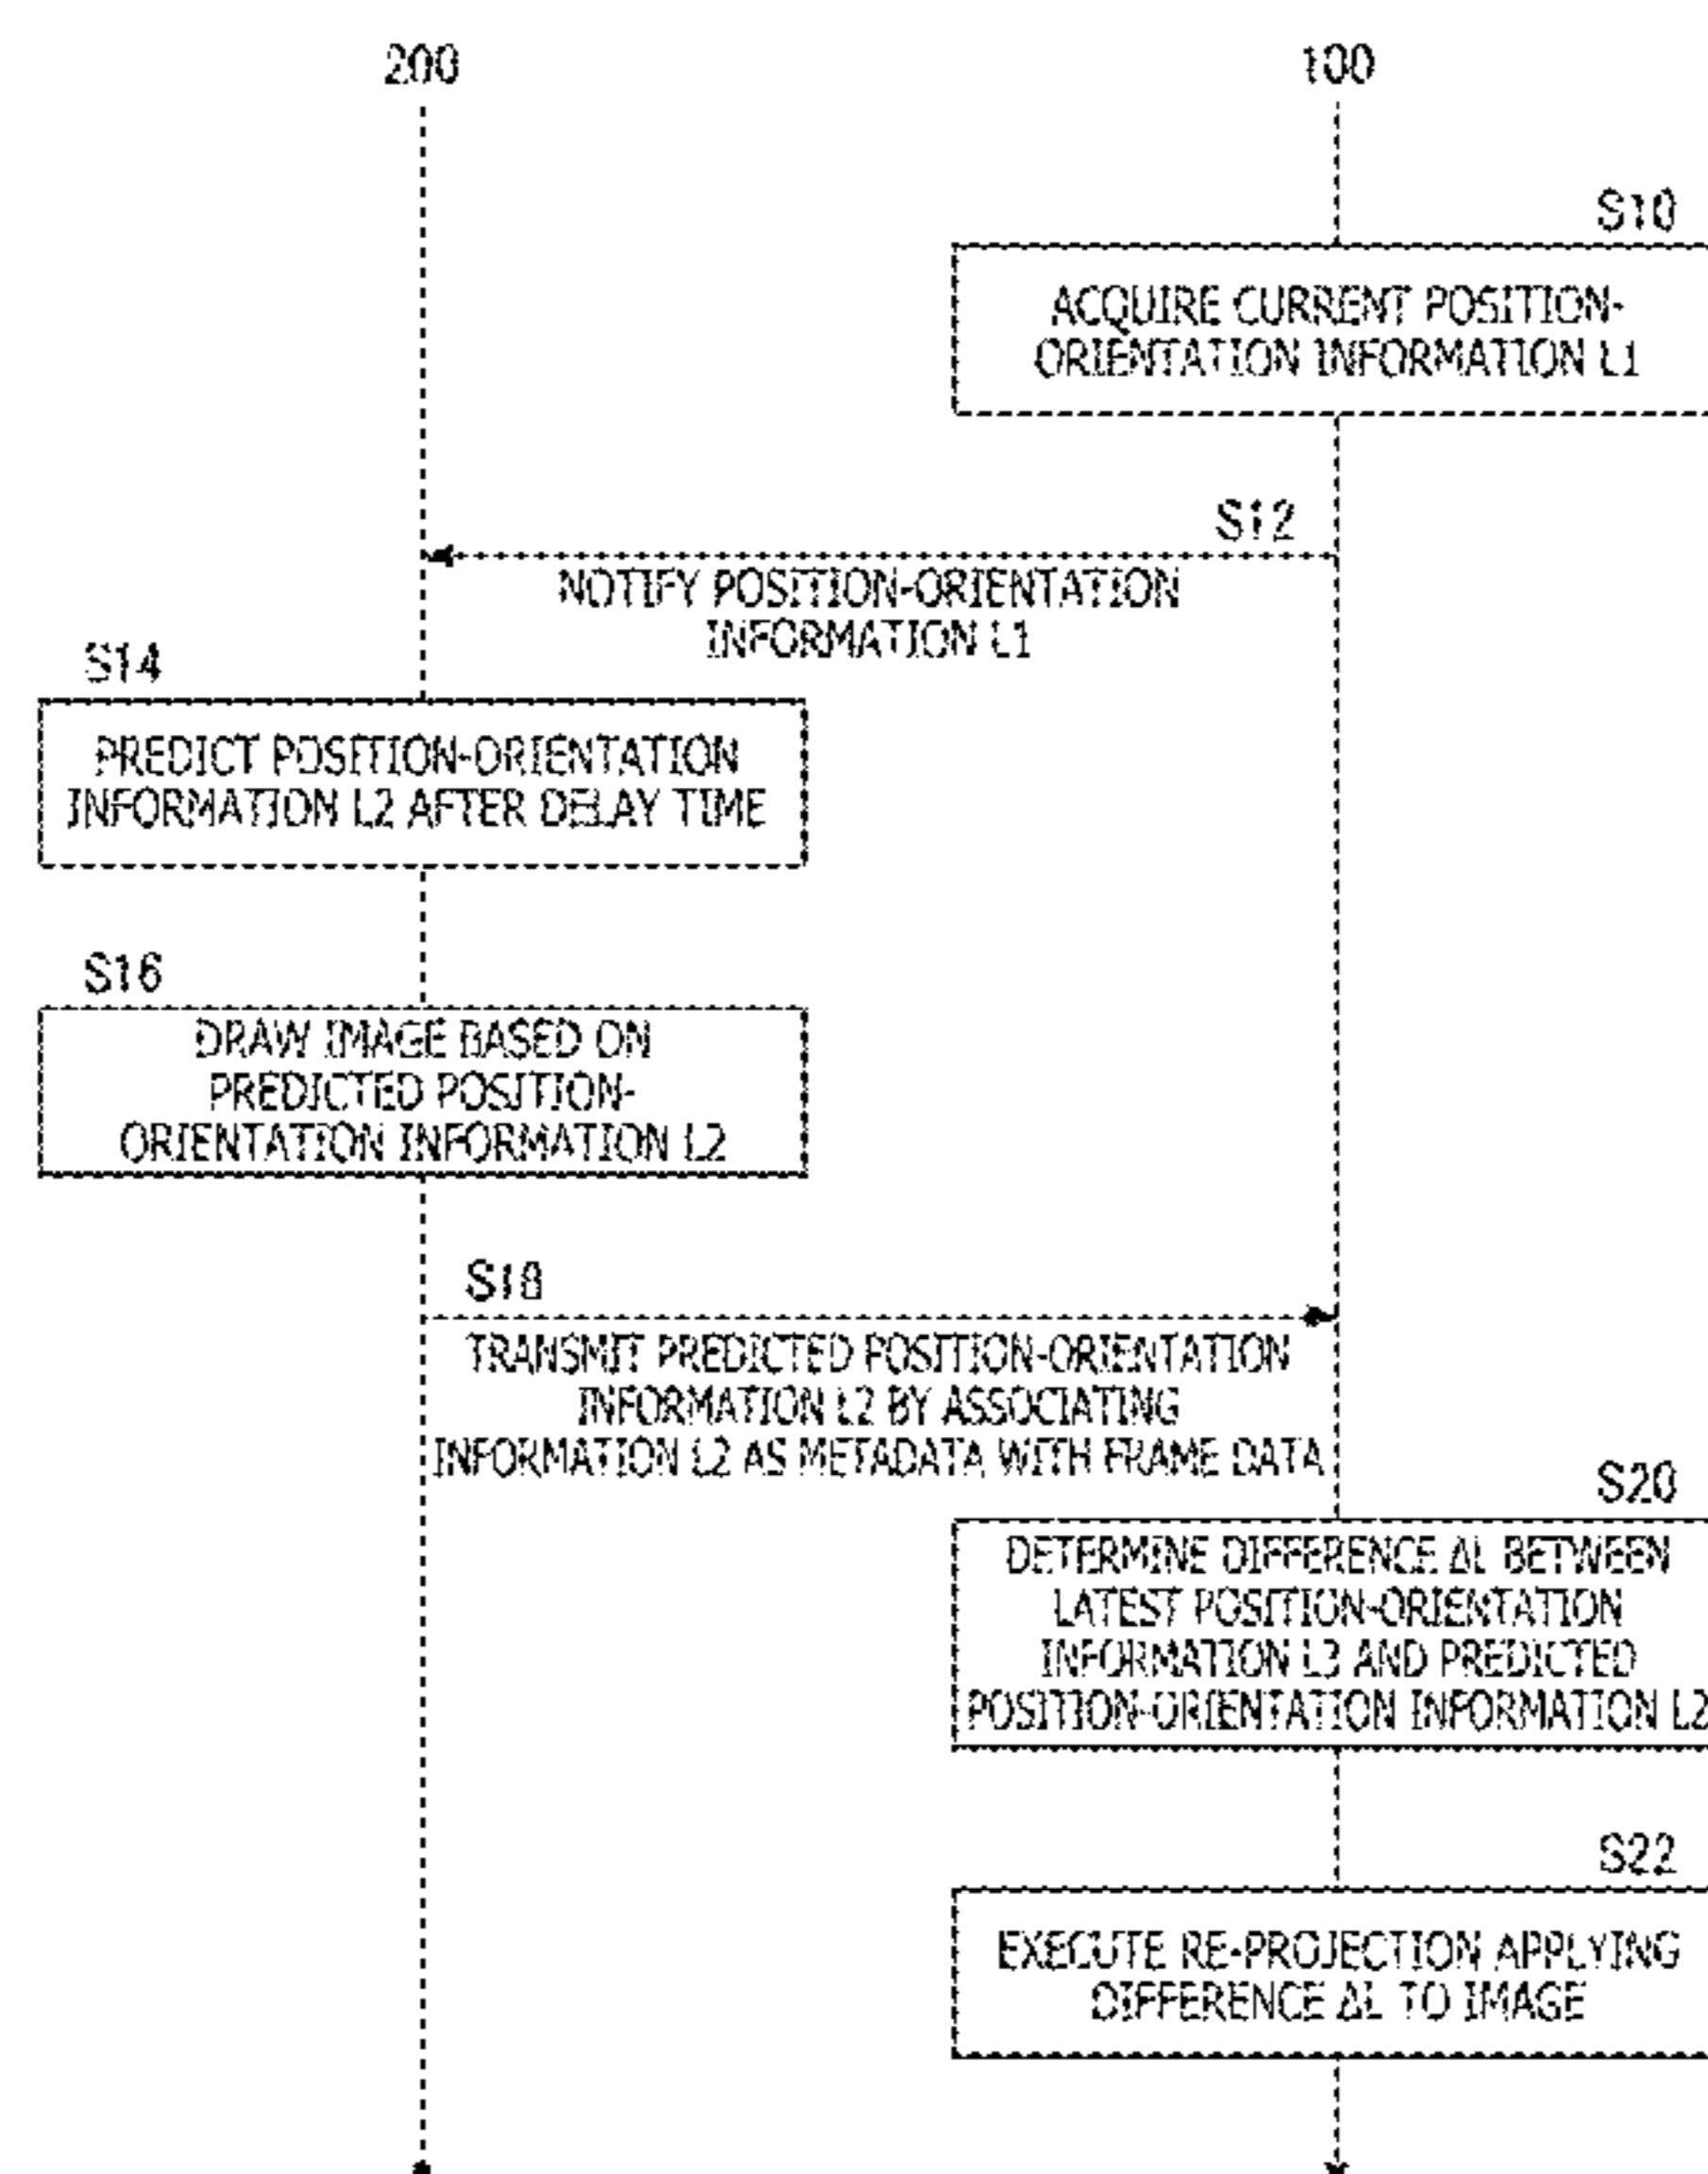 200
100
S10
ACQUIRE CURRENT POSITION-
ORIENTATION INFORMATION L1
S12
NOTIFY POSITION-ORIENTATION
INFORMATION L1
S14
PREDICT POSITION-ORIENTATION
INFORMATION L2 AFTER DELAY TIME
S16
DRAW IMAGE BASED ON
PREDICTED POSITION-
ORIENTATION INFORMATION L2
S18
TRANSMIT PREDICTED POSITION-ORIENTATION
INFORMATION L2 BY ASSOCIATING
INFORMATION L2 AS METADATA WITH FRAME DATA
S20
DETERMINE DIFFERENCE ΔL BETWEEN
LATEST POSITION-ORIENTATION
INFORMATION L3 AND PREDICTED
POSITION-ORIENTATION INFORMATION L2
S22
EXECUTE RE-PROJECTION APPLYING
DIFFERENCE ΔL TO IMAGE